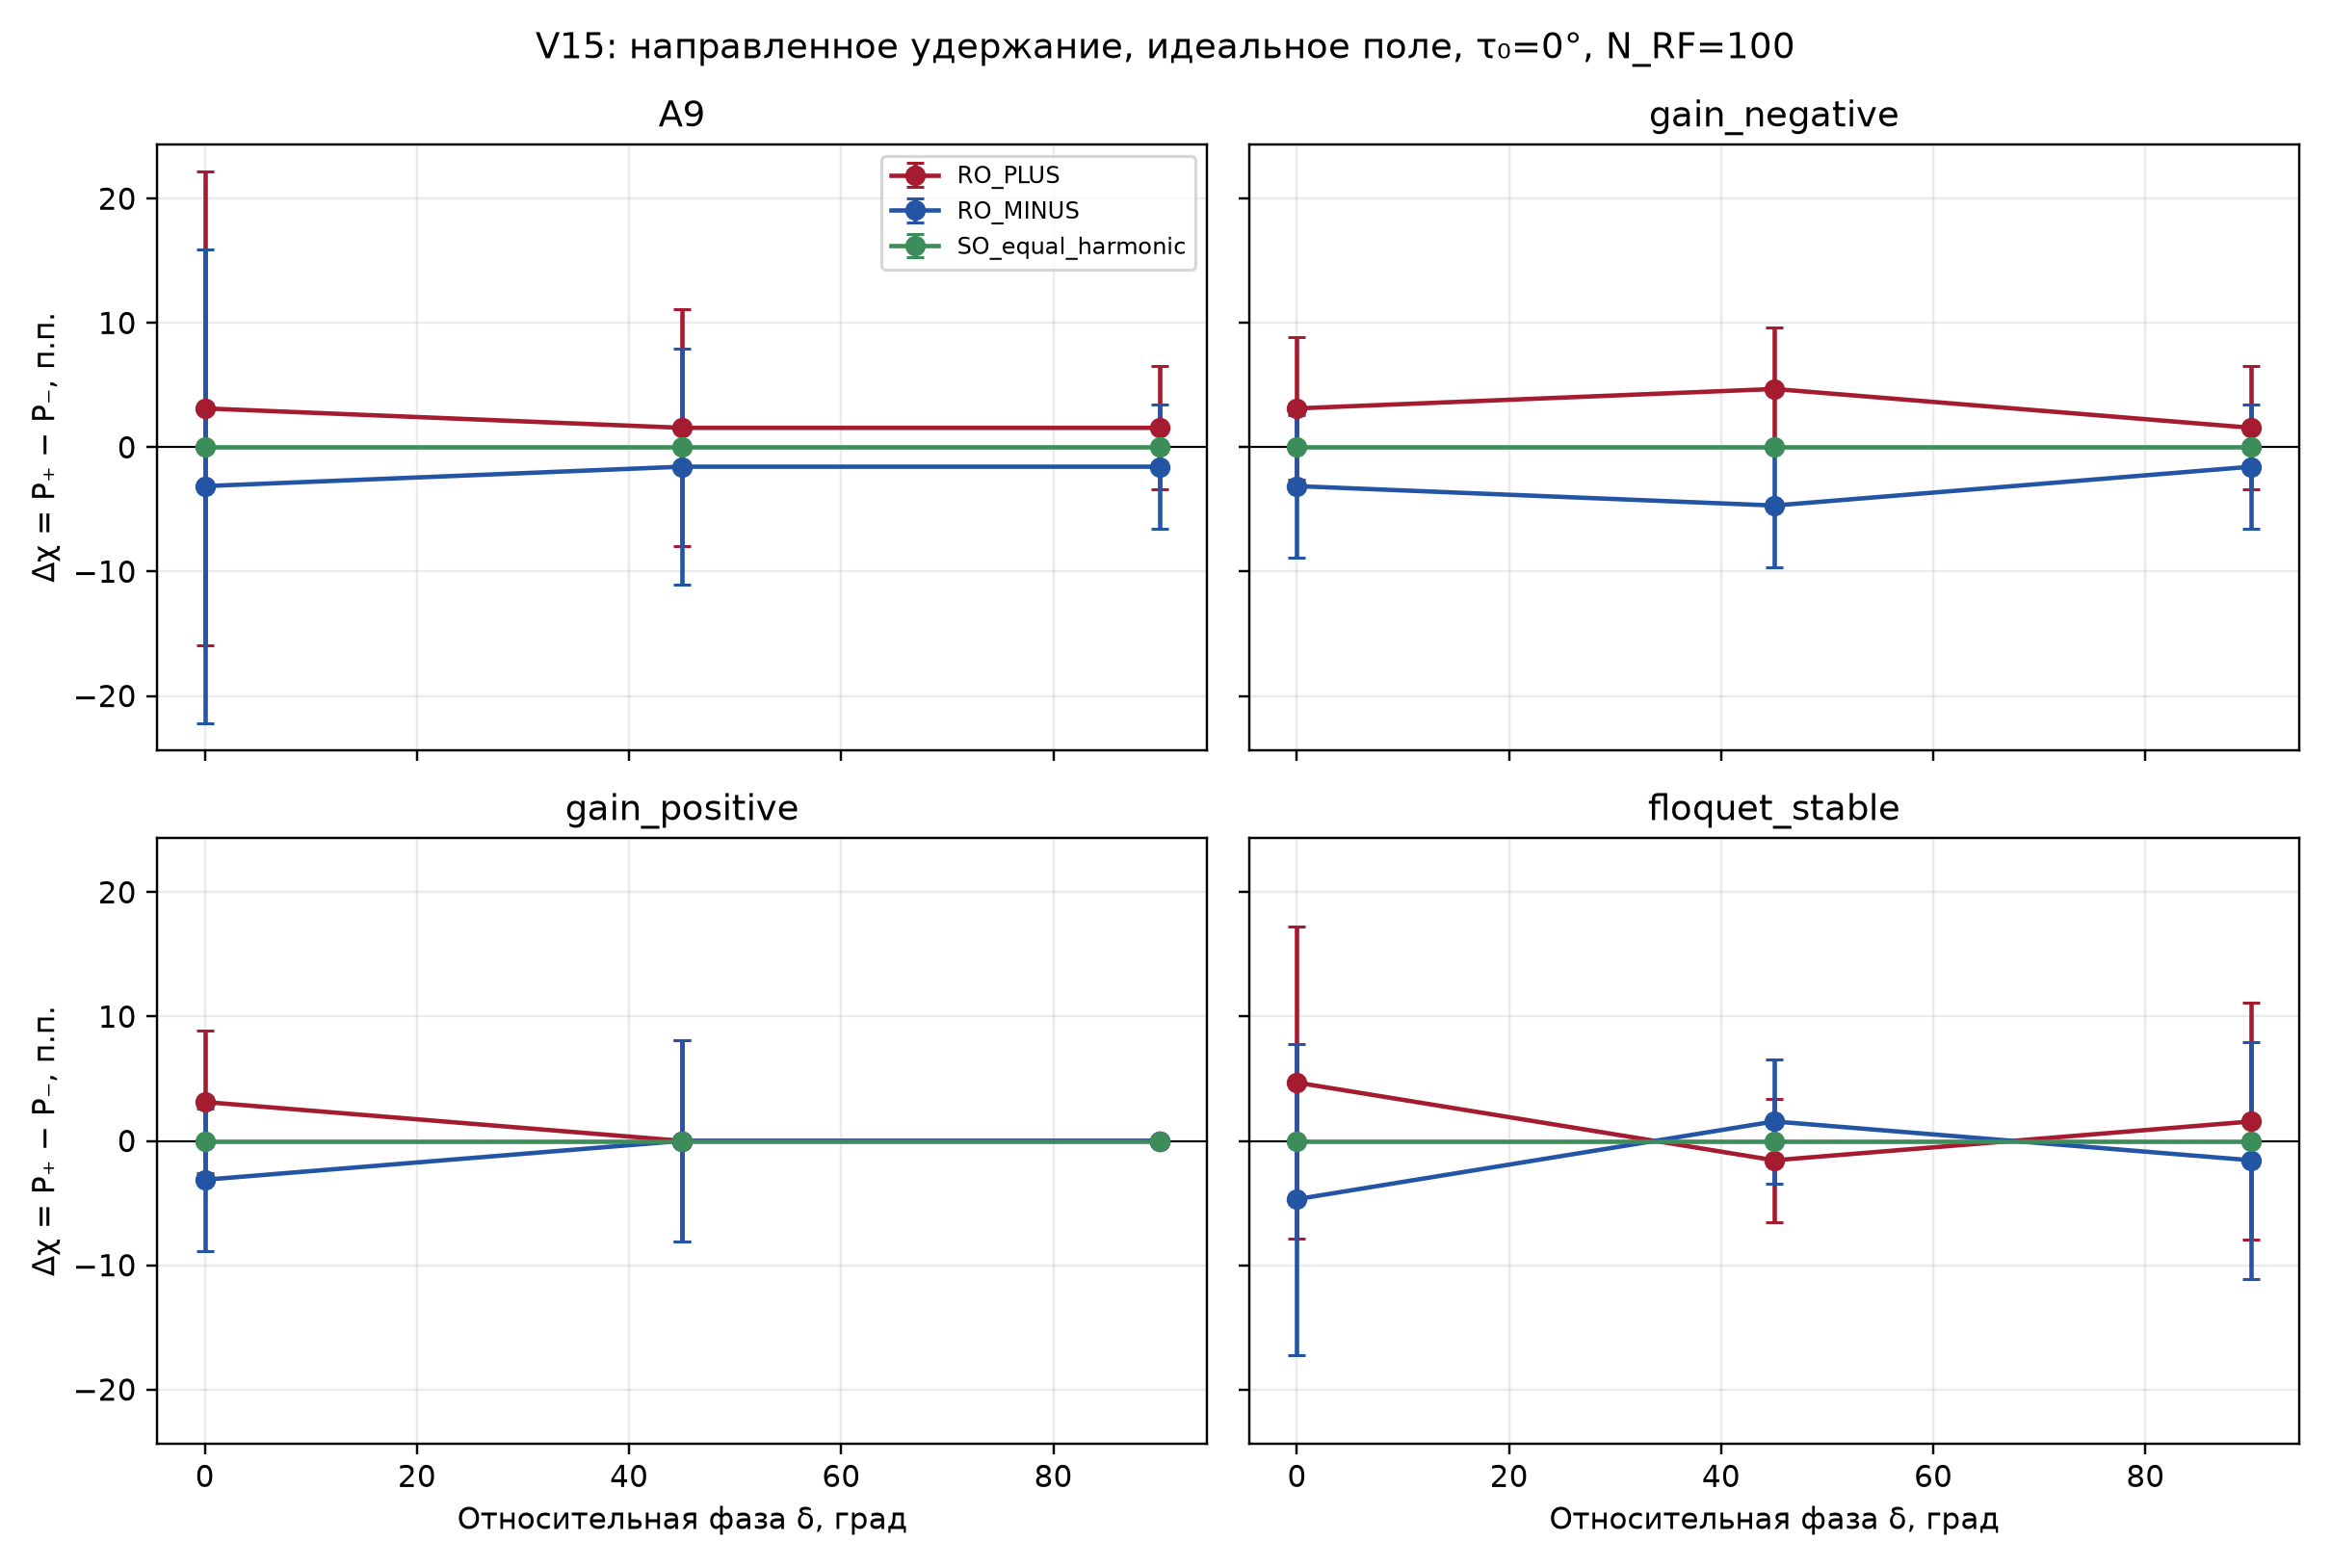 V15: направленное удержание, идеальное поле, τ₀=0°, N_RF=100
A9
gain_negative
RO_PLUS
RO_MINUS
SO_equal_harmonic
20
10
0
−10
−20
Δχ = P₊ − P₋, п.п.
gain_positive
floquet_stable
20
10
0
−10
−20
Δχ = P₊ − P₋, п.п.
0 20 40 60 80
0 20 40 60 80
Относительная фаза δ, град
Относительная фаза δ, град